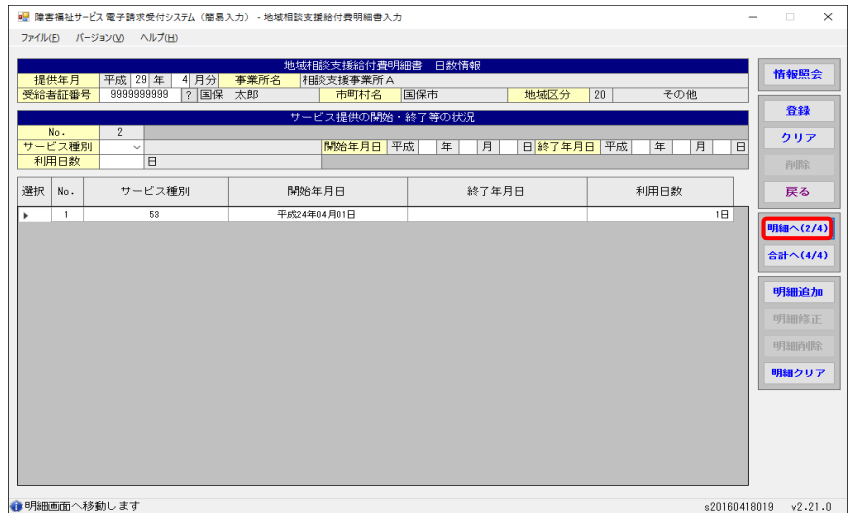 障害福祉サービス 電子請求受付システム（簡易入力） - 地域相談支援給付費明細書入力
ファイル(F) バージョン(V) ヘルプ(H)
地域相談支援給付費明細書 日数情報
提供年月 平成 29 年 4 月分 事業所名 相談支援事業所Ａ
受給者証番号 9999999999 ? 国保 太郎 市町村名 国保市 地域区分 20 その他
サービス提供の開始・終了等の状況
No. 2
サービス種別 開始年月日 平成 年 月 日 終了年月日 平成 年 月 日
利用日数 日
選択 No. サービス種別 開始年月日 終了年月日 利用日数
1 53 平成24年04月01日 1日
情報照会
登録
クリア
削除
戻る
明細へ(2/4)
合計へ(4/4)
明細追加
明細修正
明細削除
明細クリア
明細画面へ移動します s20160418019 v2.21.0